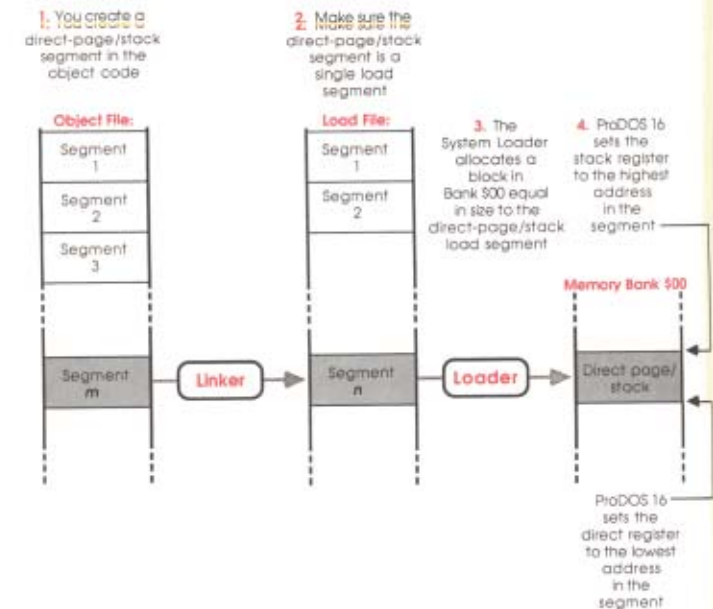 1. You create a
direct-page/stack
segment in the
object code
2. Make sure the
direct-page/stack
segment is a
single load
segment
Object File:
Segment
1
Segment
2
Segment
3
Segment
m
Linker
Load File:
Segment
1
Segment
2
Segment
n
3. The
System Loader
allocates a
block in
Bank $00 equal
in size to the
direct-page/stack
load segment
Loader
4. ProDOS 16
sets the
stack register
to the highest
address
in the
segment
Memory Bank $00
Direct page/
stack
ProDOS 16
sets the
direct register
to the lowest
address
in the
segment